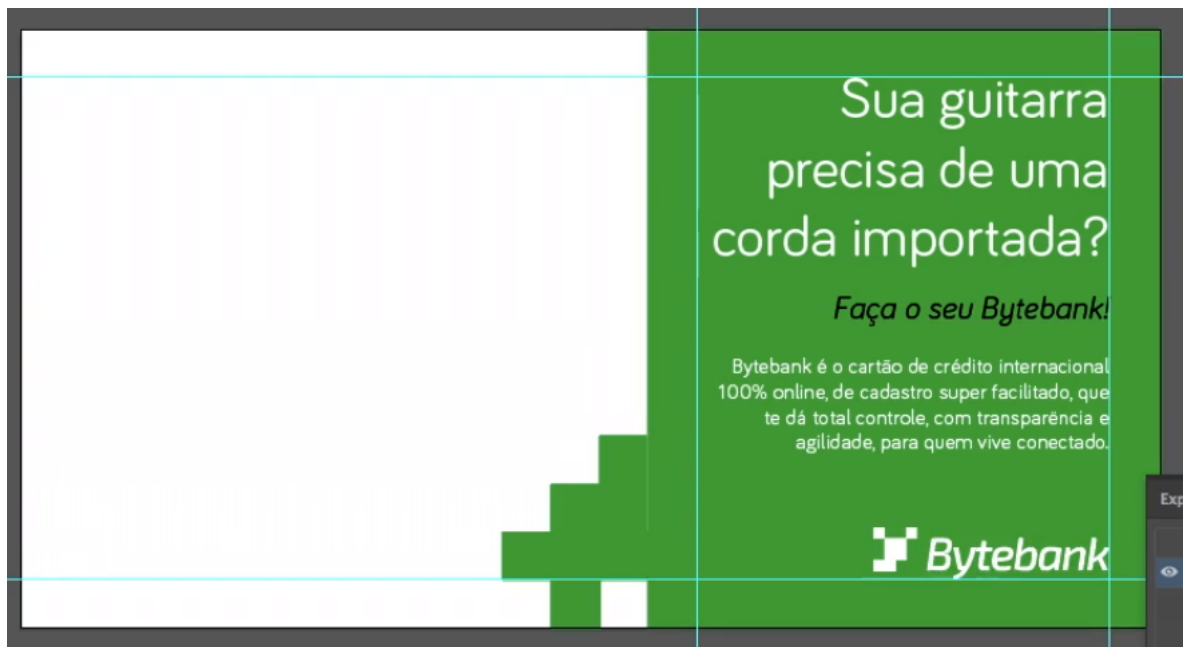 Sua guitarra
precisa de uma
corda importada?
Faça o seu Bytebank!
Bytebank é o cartão de crédito internacional
100% online, de cadastro super facilitado, que
te dá total controle, com transparência e
agilidade, para quem vive conectado.
Bytebank
Exp